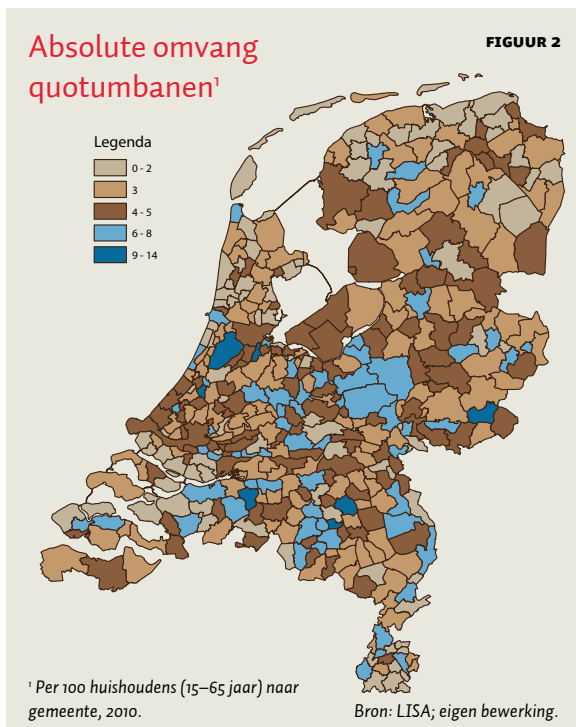 Absolute omvang
quotumbanen¹
FIGUUR 2
Legenda
0 - 2
3
4 - 5
6 - 8
9 - 14
¹ Per 100 huishoudens (15–65 jaar) naar
gemeente, 2010.
Bron: LISA; eigen bewerking.